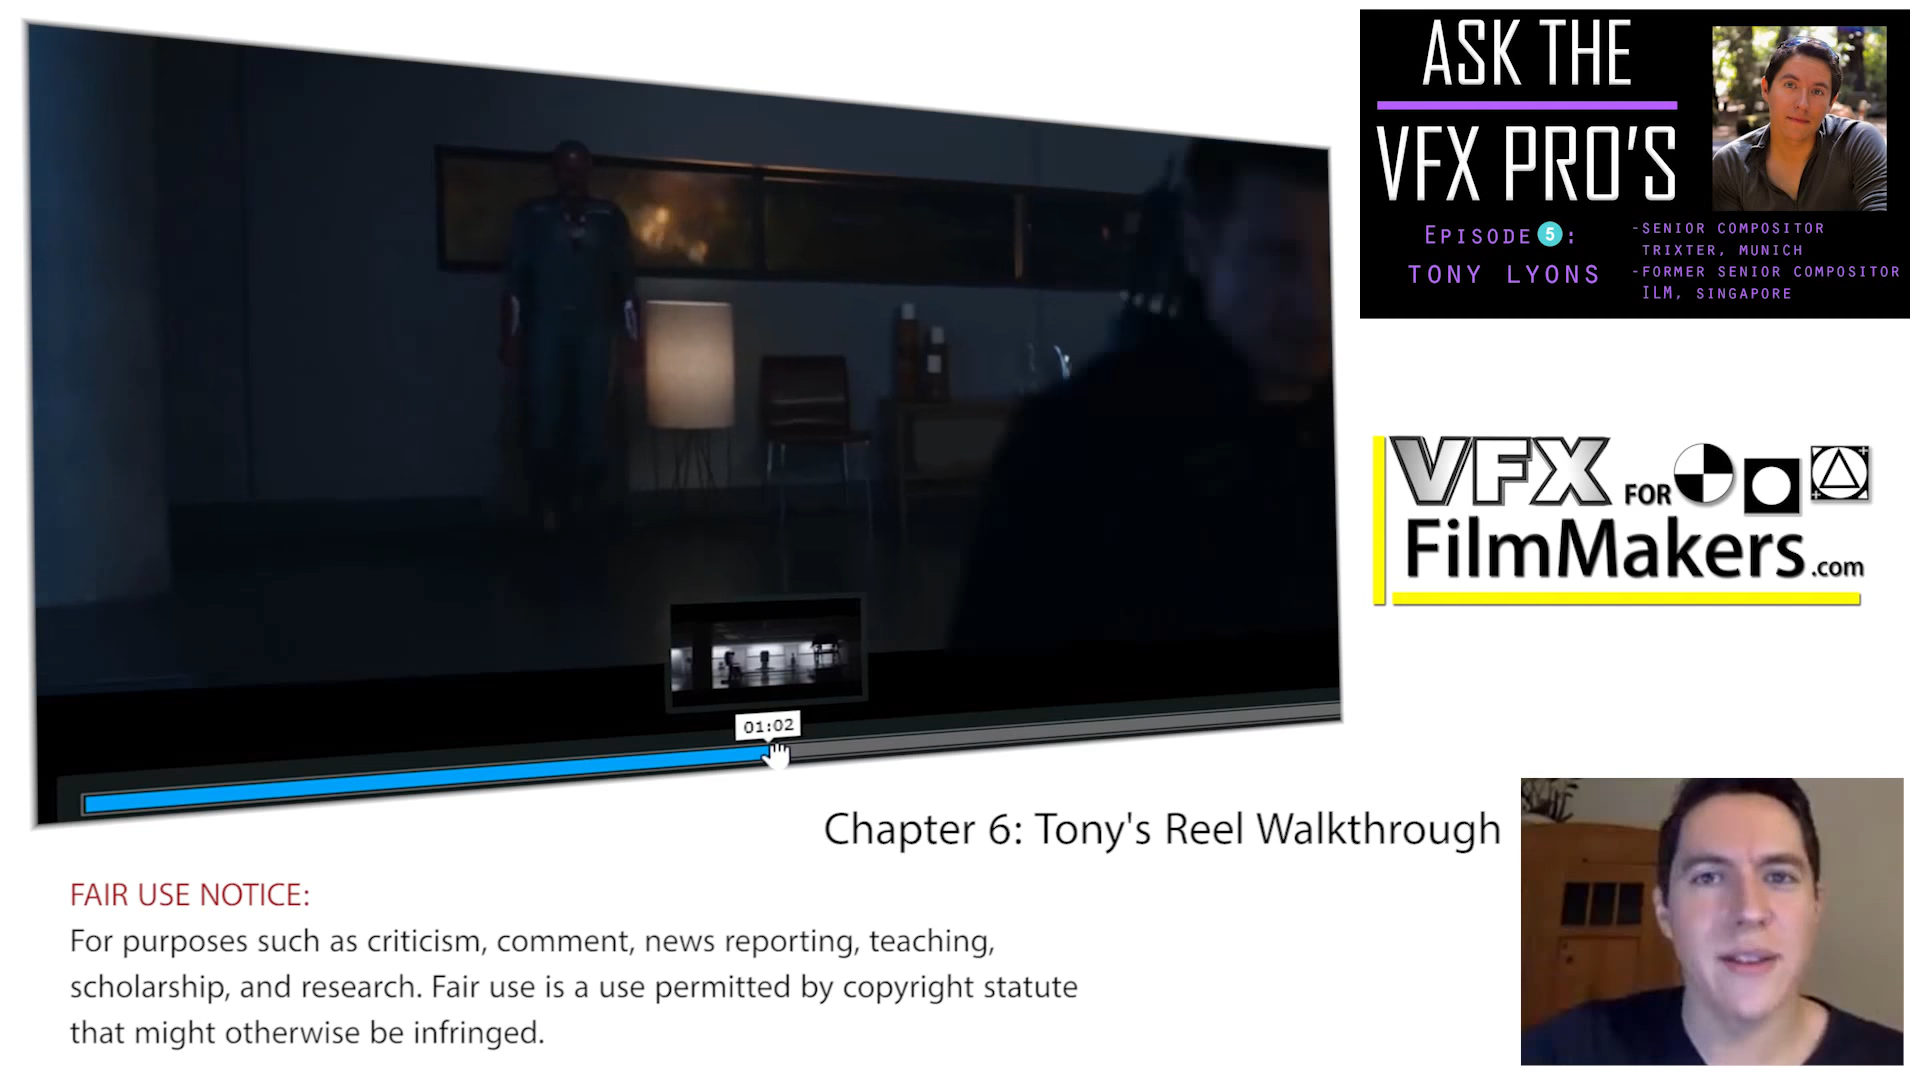 ASK THE
VFX PRO'S
EPISODE 5:
TONY LYONS
-SENIOR COMPOSITOR
TRIXTER, MUNICH
-FORMER SENIOR COMPOSITOR
ILM, SINGAPORE
VFX FOR
FilmMakers.com
01:02
Chapter 6: Tony's Reel Walkthrough
FAIR USE NOTICE:
For purposes such as criticism, comment, news reporting, teaching,
scholarship, and research. Fair use is a use permitted by copyright statute
that might otherwise be infringed.